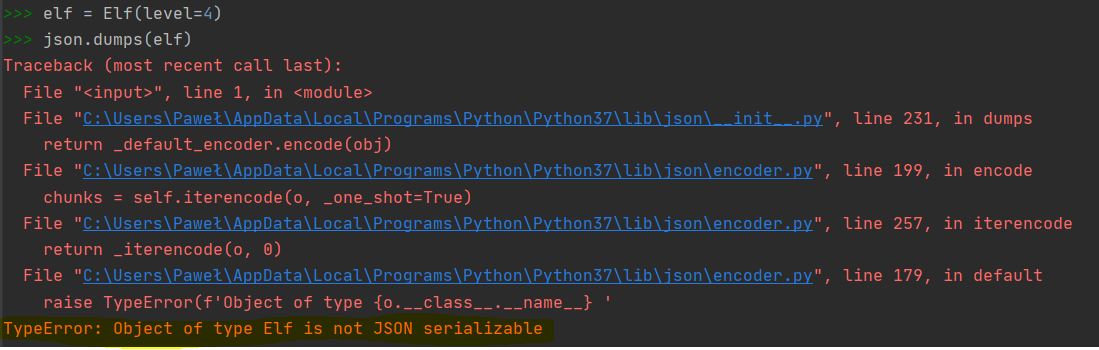 >>> elf = Elf(level=4)
>>> json.dumps(elf)
Traceback (most recent call last):
  File "<input>", line 1, in <module>
  File "C:\Users\Paweł\AppData\Local\Programs\Python\Python37\lib\json\__init__.py", line 231, in dumps
    return _default_encoder.encode(obj)
  File "C:\Users\Paweł\AppData\Local\Programs\Python\Python37\lib\json\encoder.py", line 199, in encode
    chunks = self.iterencode(o, _one_shot=True)
  File "C:\Users\Paweł\AppData\Local\Programs\Python\Python37\lib\json\encoder.py", line 257, in iterencode
    return _iterencode(o, 0)
  File "C:\Users\Paweł\AppData\Local\Programs\Python\Python37\lib\json\encoder.py", line 179, in default
    raise TypeError(f'Object of type {o.__class__.__name__} '
TypeError: Object of type Elf is not JSON serializable